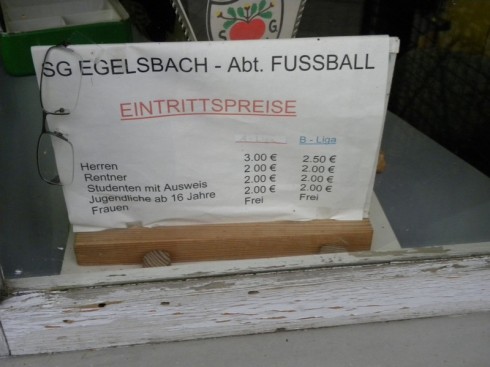 S G
SG EGELSBACH - Abt. FUSSBALL
EINTRITTSPREISE
B - Liga
Herren 3.00 € 2.50 €
Rentner 2.00 € 2.00 €
Studenten mit Ausweis 2.00 € 2.00 €
Jugendliche ab 16 Jahre 2.00 € 2.00 €
Frauen Frei Frei